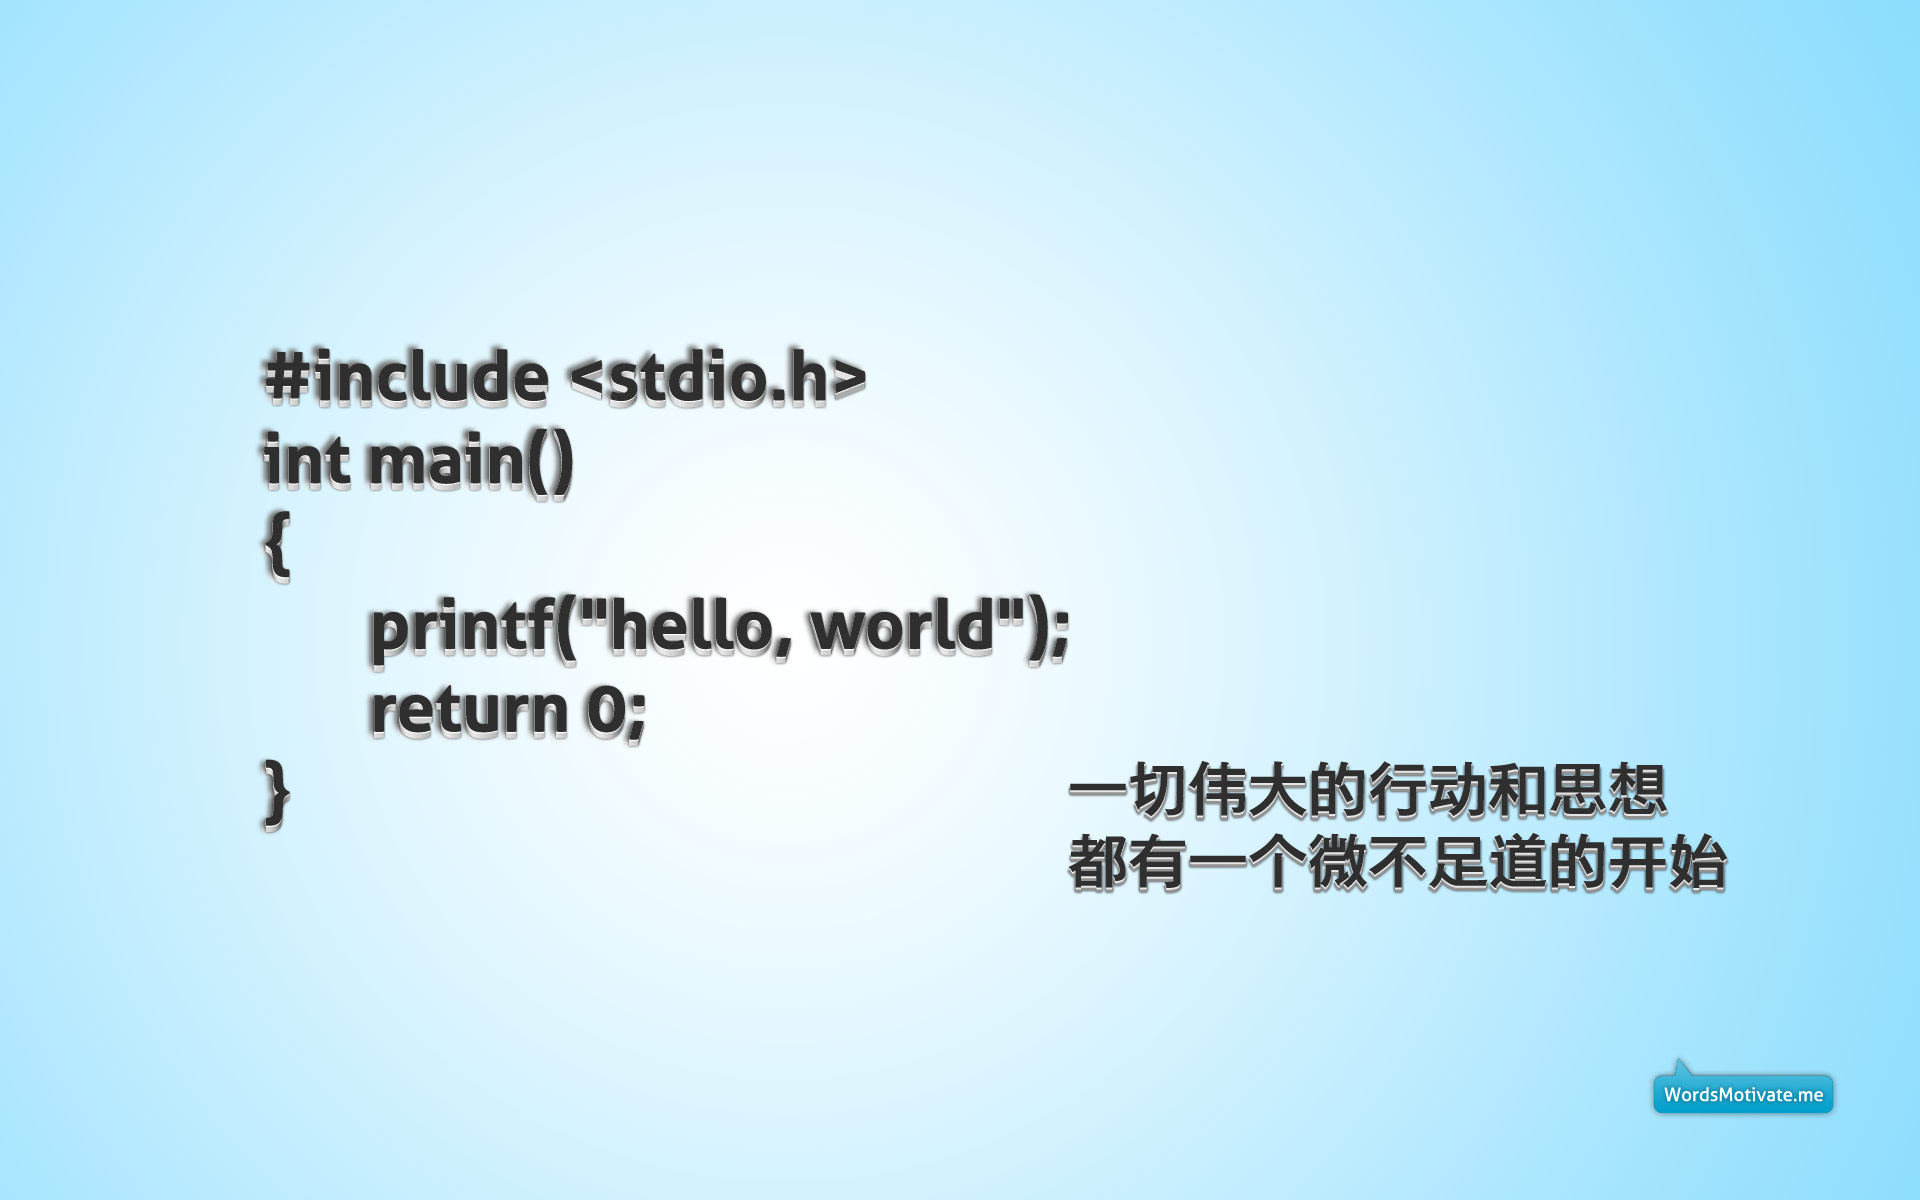 #include <stdio.h>
int main()
{
printf("hello, world");
return 0;
}
一切伟大的行动和思想
都有一个微不足道的开始
WordsMotivate.me